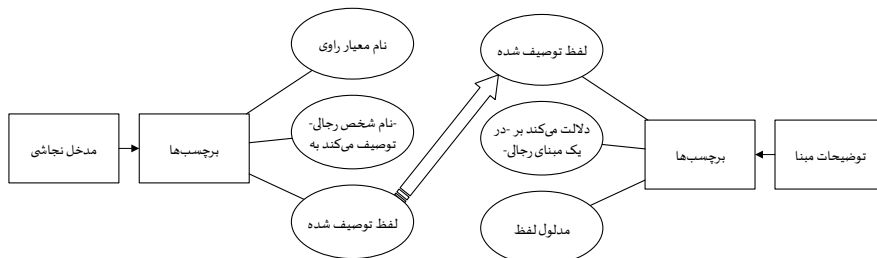 نام معیار راوی
لفظ توصیف شده
مدخل نجاشی
برچسب‌ها
-نام شخص رجالی-
توصیف می‌کند به
دلالت می‌کند بر -در
یک مبنای رجالی-
برچسب‌ها
توضیحات مبنا
لفظ توصیف شده
مدلول لفظ